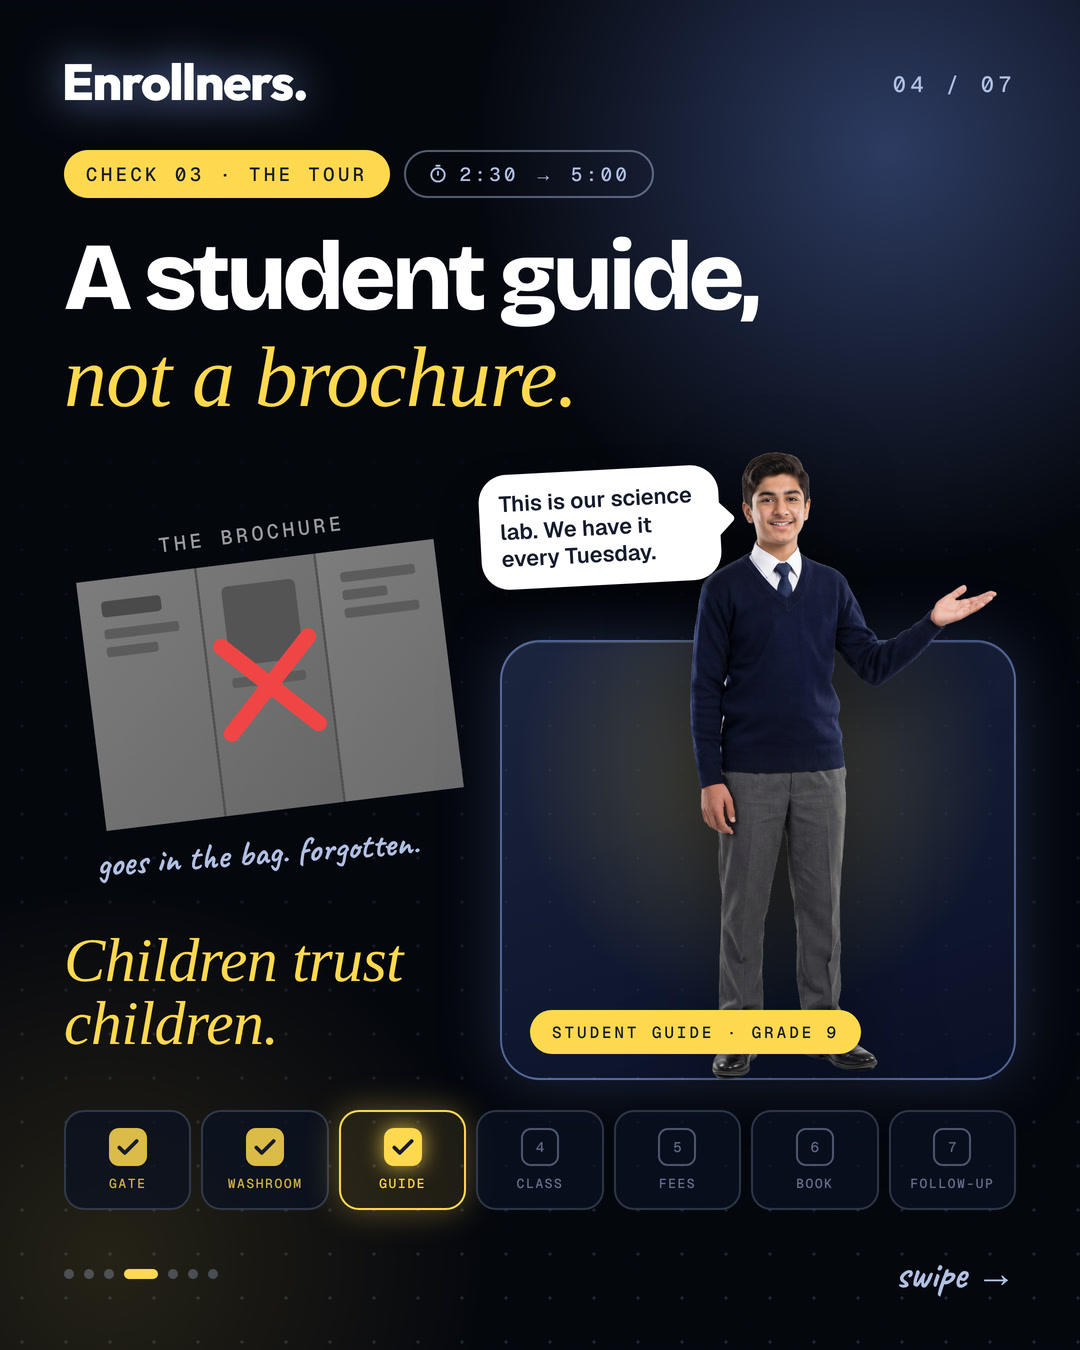 Enrollners.
04 / 07
CHECK 03 · THE TOUR
2:30 → 5:00
A student guide,
not a brochure.
This is our science
lab. We have it
every Tuesday.
THE BROCHURE
goes in the bag. forgotten.
Children trust
children.
STUDENT GUIDE · GRADE 9
GATE
WASHROOM
GUIDE
4
CLASS
5
FEES
6
BOOK
7
FOLLOW-UP
swipe →